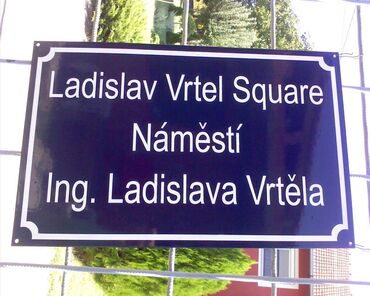 Ladislav Vrtel Square
Náměstí
Ing. Ladislava Vrtěla